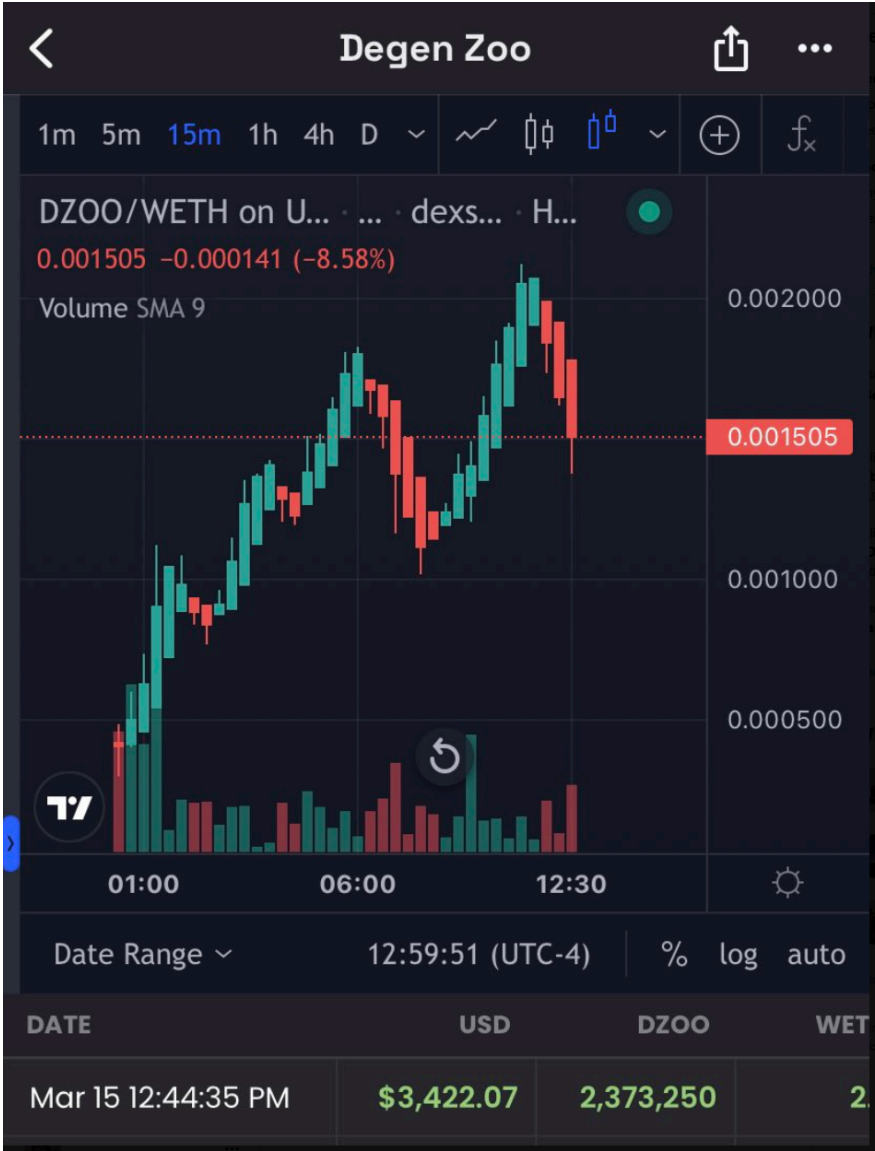 Degen Zoo
1m 5m 15m 1h 4h D
DZOO/WETH on U... · ... · dexs... · H...
0.001505 −0.000141 (−8.58%)
Volume SMA 9
0.002000
0.001505
0.001000
0.000500
01:00 06:00 12:30
Date Range 12:59:51 (UTC-4) % log auto
DATE USD DZOO WET
Mar 15 12:44:35 PM $3,422.07 2,373,250 2.